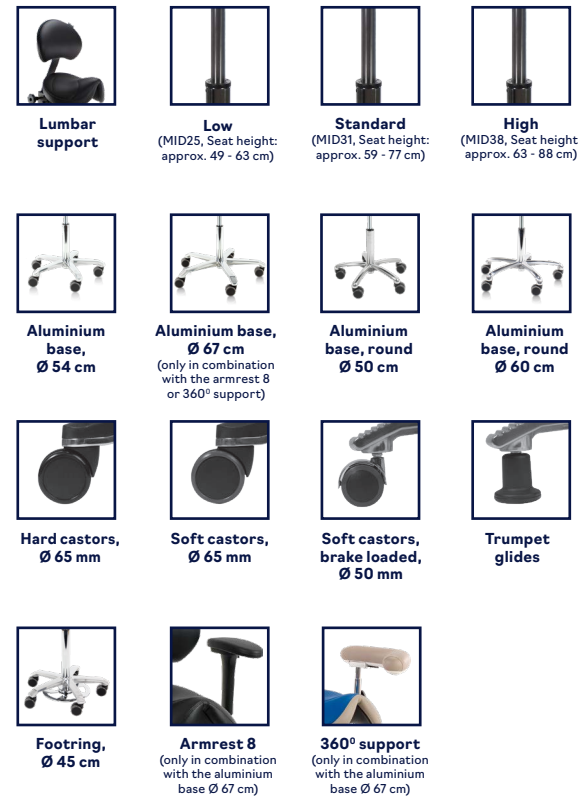 Lumbar
support
Low
(MID25, Seat height:
approx. 49 - 63 cm)
Standard
(MID31, Seat height:
approx. 59 - 77 cm)
High
(MID38, Seat height
approx. 63 - 88 cm)
Aluminium
base,
Ø 54 cm
Aluminium base,
Ø 67 cm
(only in combination
with the armrest 8
or 360⁰ support)
Aluminium
base, round
Ø 50 cm
Aluminium
base, round
Ø 60 cm
Hard castors,
Ø 65 mm
Soft castors,
Ø 65 mm
Soft castors,
brake loaded,
Ø 50 mm
Trumpet
glides
Footring,
Ø 45 cm
Armrest 8
(only in combination
with the aluminium
base Ø 67 cm)
360⁰ support
(only in combination
with the aluminium
base Ø 67 cm)